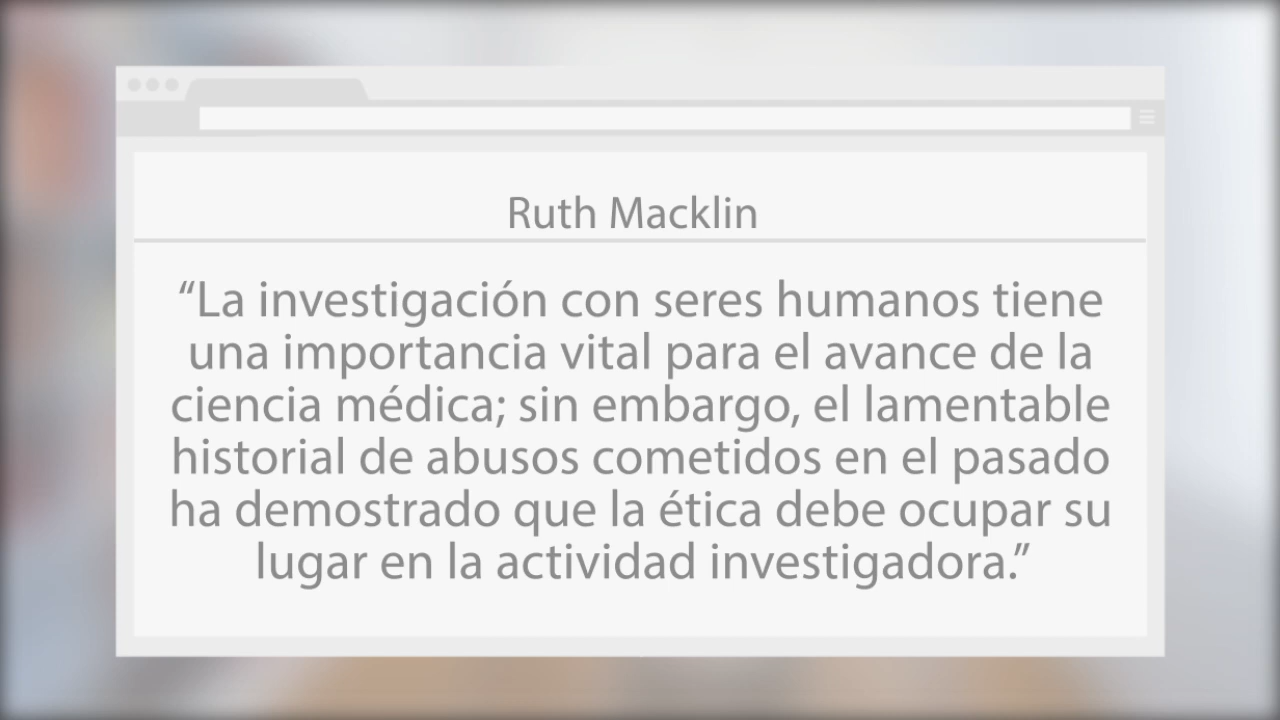 Ruth Macklin
“La investigación con seres humanos tiene
una importancia vital para el avance de la
ciencia médica; sin embargo, el lamentable
historial de abusos cometidos en el pasado
ha demostrado que la ética debe ocupar su
lugar en la actividad investigadora.”